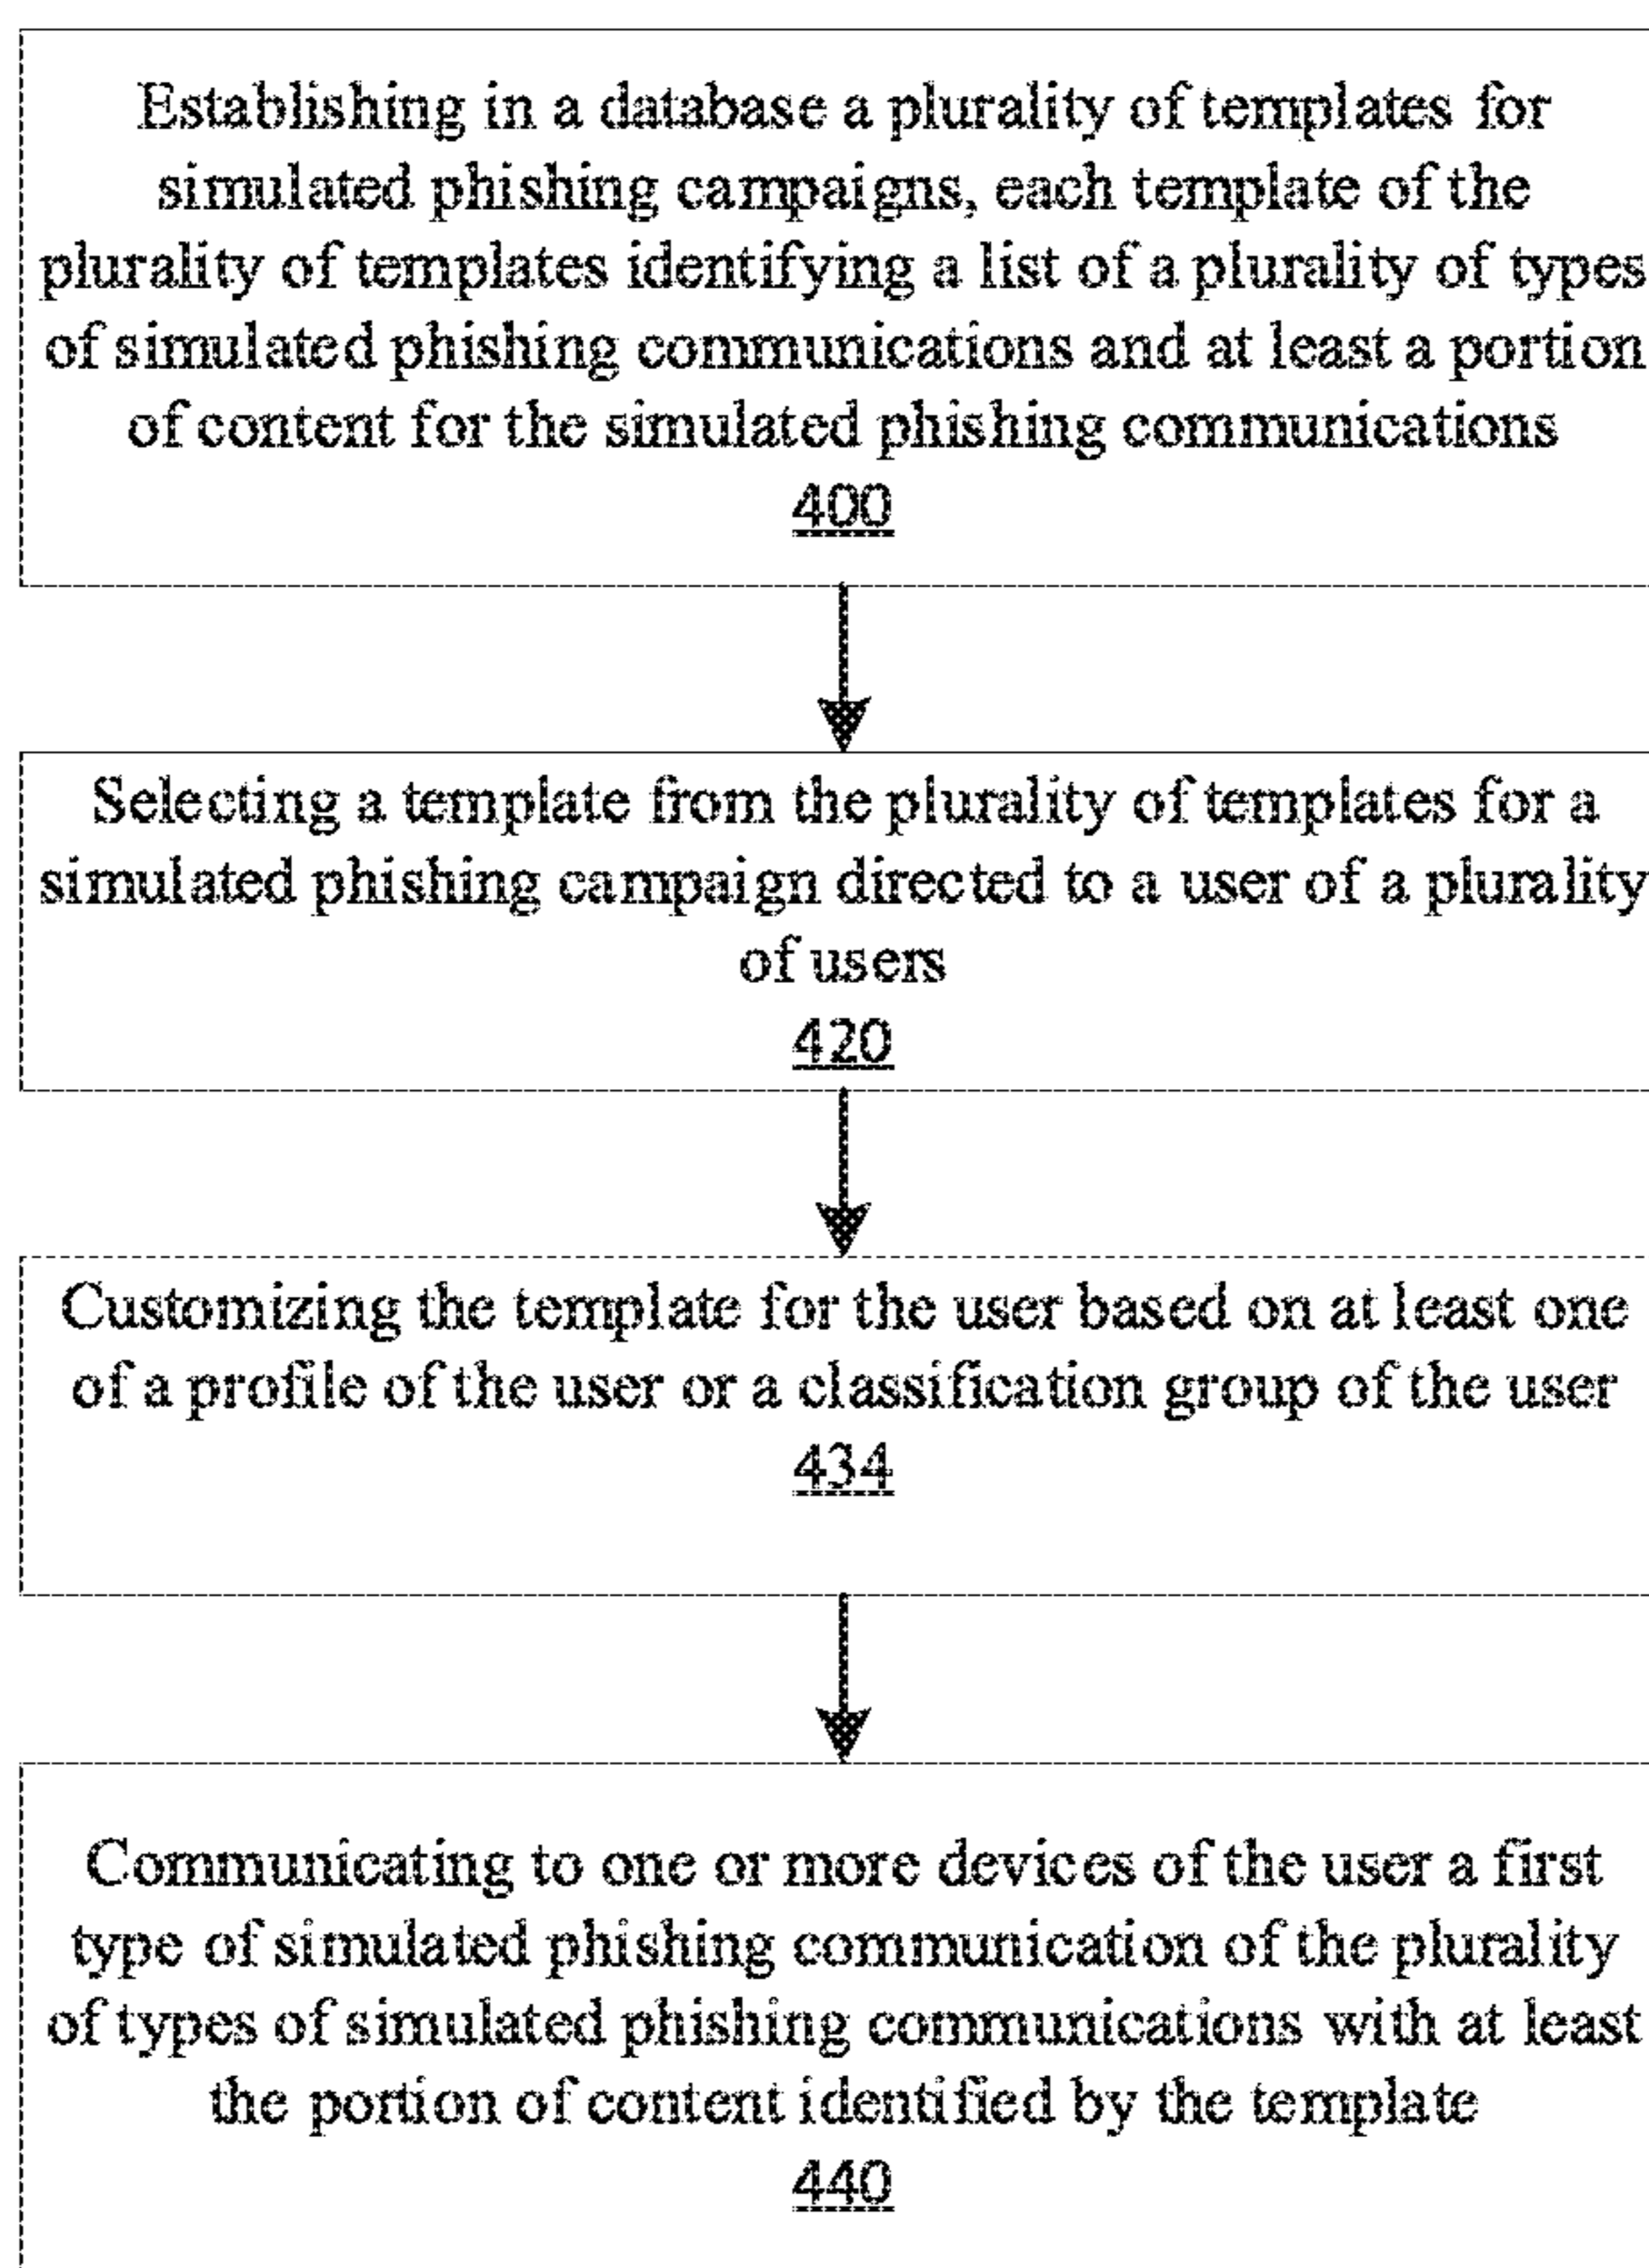 Establishing in a database a plurality of templates for
simulated phishing campaigns, each template of the
plurality of templates identifying a list of a plurality of types
of simulated phishing communications and at least a portion
of content for the simulated phishing communications
400
Selecting a template from the plurality of templates for a
simulated phishing campaign directed to a user of a plurality
of users
420
Customizing the template for the user based on at least one
of a profile of the user or a classification group of the user
434
Communicating to one or more devices of the user a first
type of simulated phishing communication of the plurality
of types of simulated phishing communications with at least
the portion of content identified by the template
440